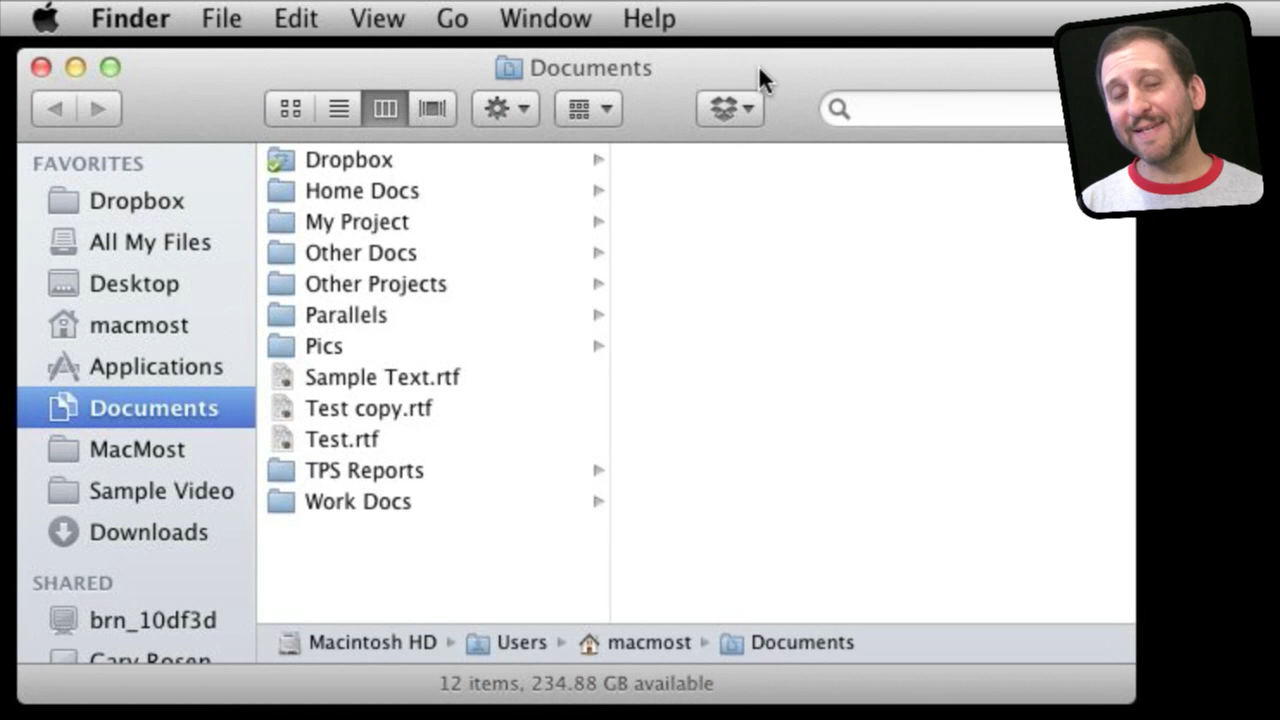 Finder File Edit View Go Window Help
Documents
FAVORITES
Dropbox
All My Files
Desktop
macmost
Applications
Documents
MacMost
Sample Video
Downloads
SHARED
brn_10df3d
Cary Rosen
Dropbox
Home Docs
My Project
Other Docs
Other Projects
Parallels
Pics
Sample Text.rtf
Test copy.rtf
Test.rtf
TPS Reports
Work Docs
Macintosh HD Users macmost Documents
12 items, 234.88 GB available